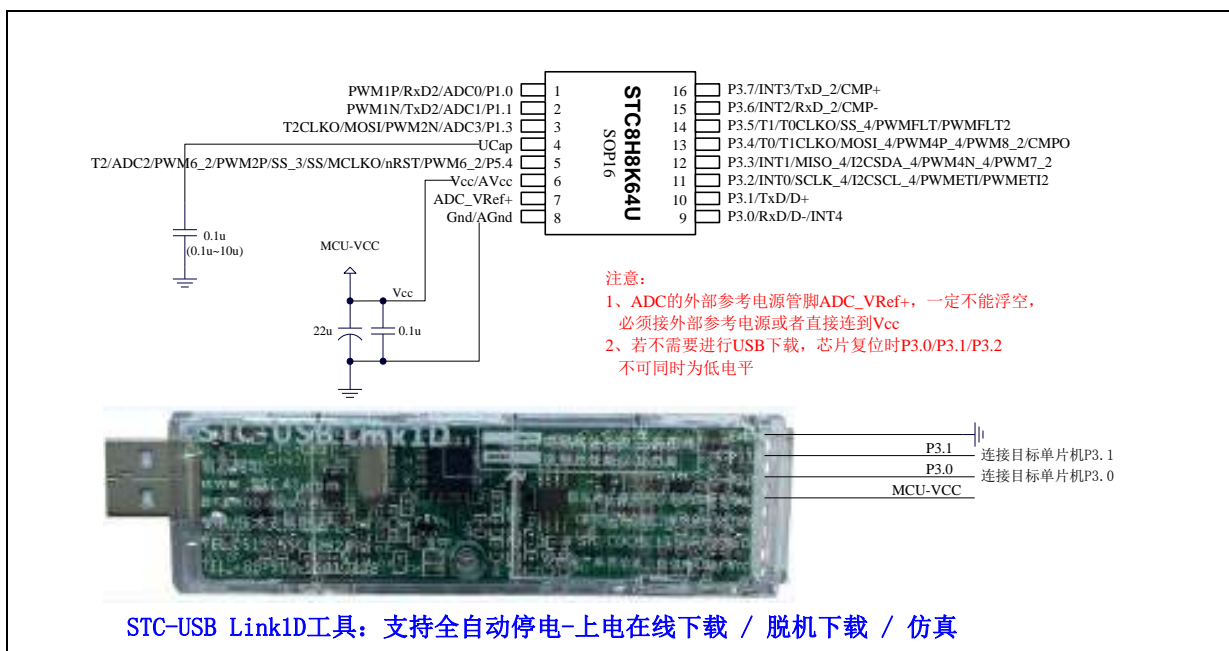 PWM1P/RxD2/ADC0/P1.0 1
PWM1N/TxD2/ADC1/P1.1 2
T2CLKO/MOSI/PWM2N/ADC3/P1.3 3
UCap 4
T2/ADC2/PWM6_2/PWM2P/SS_3/SS/MCLKO/nRST/PWM6_2/P5.4 5
Vcc/AVcc 6
ADC_VRef+ 7
Gnd/AGnd 8
STC8H8K64U
SOP16
16 P3.7/INT3/TxD_2/CMP+
15 P3.6/INT2/RxD_2/CMP-
14 P3.5/T1/T0CLKO/SS_4/PWMFLT/PWMFLT2
13 P3.4/T0/T1CLKO/MOSI_4/PWM4P_4/PWM8_2/CMPO
12 P3.3/INT1/MISO_4/I2CSDA_4/PWM4N_4/PWM7_2
11 P3.2/INT0/SCLK_4/I2CSCL_4/PWMETI/PWMETI2
10 P3.1/TxD/D+
9 P3.0/RxD/D-/INT4
0.1u
(0.1u~10u)
MCU-VCC
Vcc
22u
0.1u
注意：
1、ADC的外部参考电源管脚ADC_VRef+，一定不能浮空，
必须接外部参考电源或者直接连到Vcc
2、若不需要进行USB下载，芯片复位时P3.0/P3.1/P3.2
不可同时为低电平
STC-USB Link1D
P3.1 连接目标单片机P3.1
P3.0 连接目标单片机P3.0
MCU-VCC
STC-USB Link1D工具：支持全自动停电-上电在线下载 / 脱机下载 / 仿真